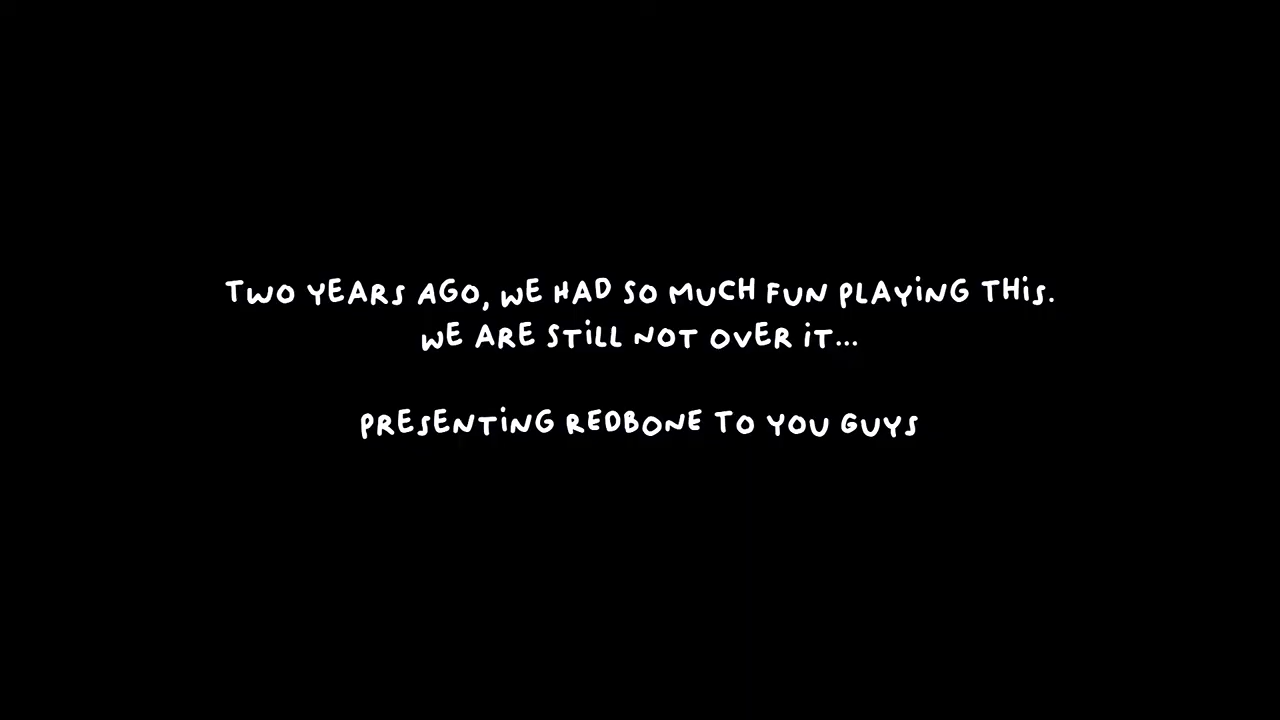 TWO YEARS AGO, WE HAD SO MUCH FUN PLAYING THIS.
WE ARE STILL NOT OVER IT...
PRESENTING REDBONE TO YOU GUYS